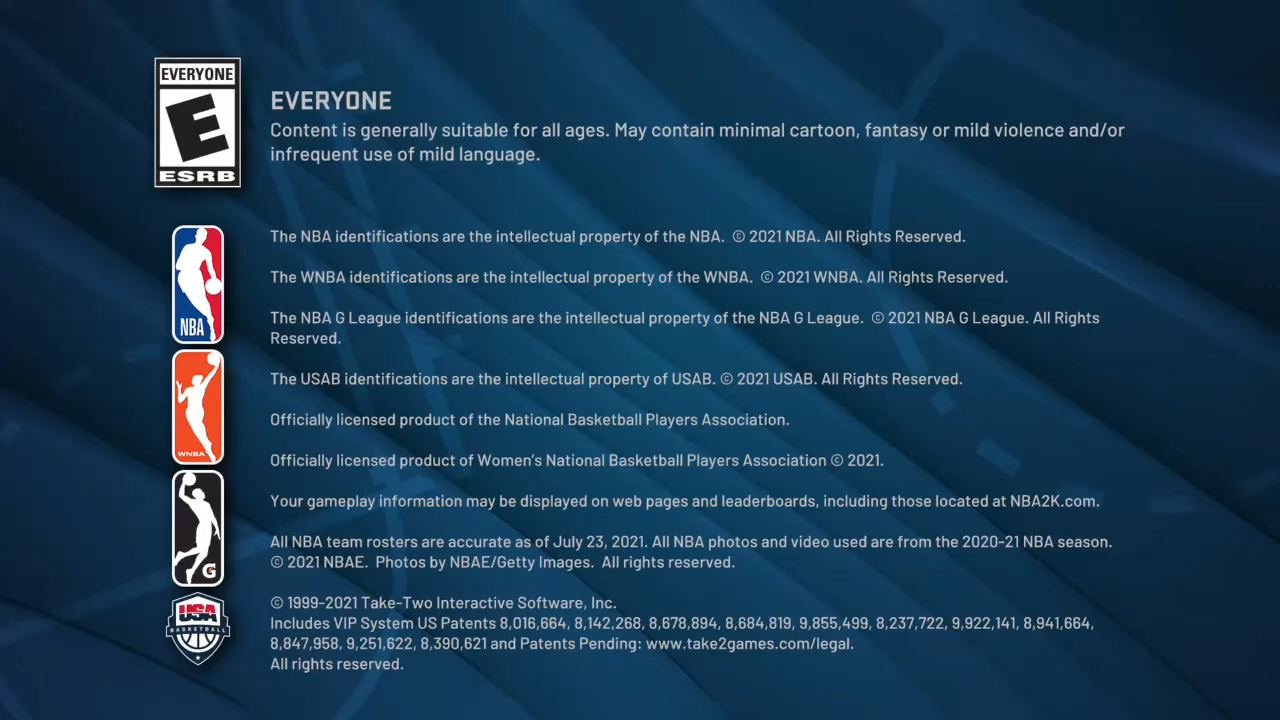 EVERYONE
E
ESRB
EVERYONE
Content is generally suitable for all ages. May contain minimal cartoon, fantasy or mild violence and/or
infrequent use of mild language.
The NBA identifications are the intellectual property of the NBA.  © 2021 NBA. All Rights Reserved.
The WNBA identifications are the intellectual property of the WNBA.  © 2021 WNBA. All Rights Reserved.
NBA
The NBA G League identifications are the intellectual property of the NBA G League.  © 2021 NBA G League. All Rights
Reserved.
The USAB identifications are the intellectual property of USAB. © 2021 USAB. All Rights Reserved.
Officially licensed product of the National Basketball Players Association.
WNBA
Officially licensed product of Women's National Basketball Players Association © 2021.
Your gameplay information may be displayed on web pages and leaderboards, including those located at NBA2K.com.
All NBA team rosters are accurate as of July 23, 2021. All NBA photos and video used are from the 2020-21 NBA season.
© 2021 NBAE.  Photos by NBAE/Getty Images.  All rights reserved.
G
© 1999-2021 Take-Two Interactive Software, Inc.
Includes VIP System US Patents 8,016,664, 8,142,268, 8,678,894, 8,684,819, 9,855,499, 8,237,722, 9,922,141, 8,941,664,
8,847,958, 9,251,622, 8,390,621 and Patents Pending: www.take2games.com/legal.
All rights reserved.
USA
BASKETBALL